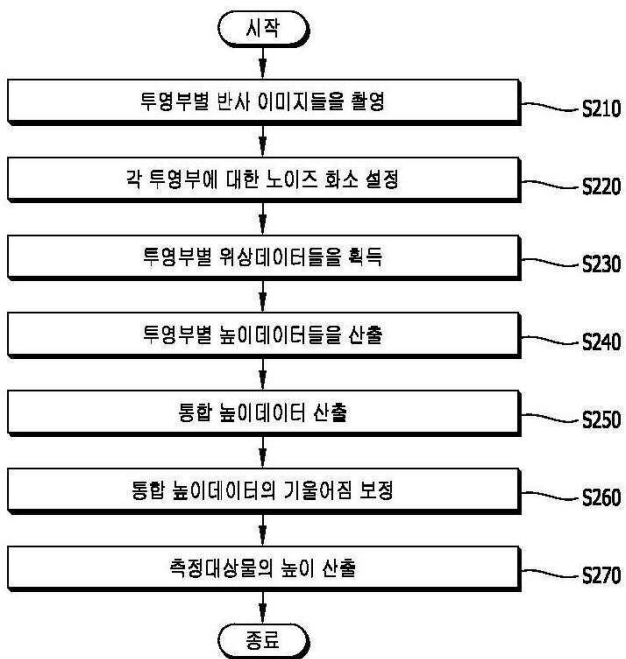 시작
투영부별 반사 이미지들을 촬영
S210
각 투영부에 대한 노이즈 화소 설정
S220
투영부별 위상데이터들을 획득
S230
투영부별 높이데이터들을 산출
S240
통합 높이데이터 산출
S250
통합 높이데이터의 기울어짐 보정
S260
측정대상물의 높이 산출
S270
종료